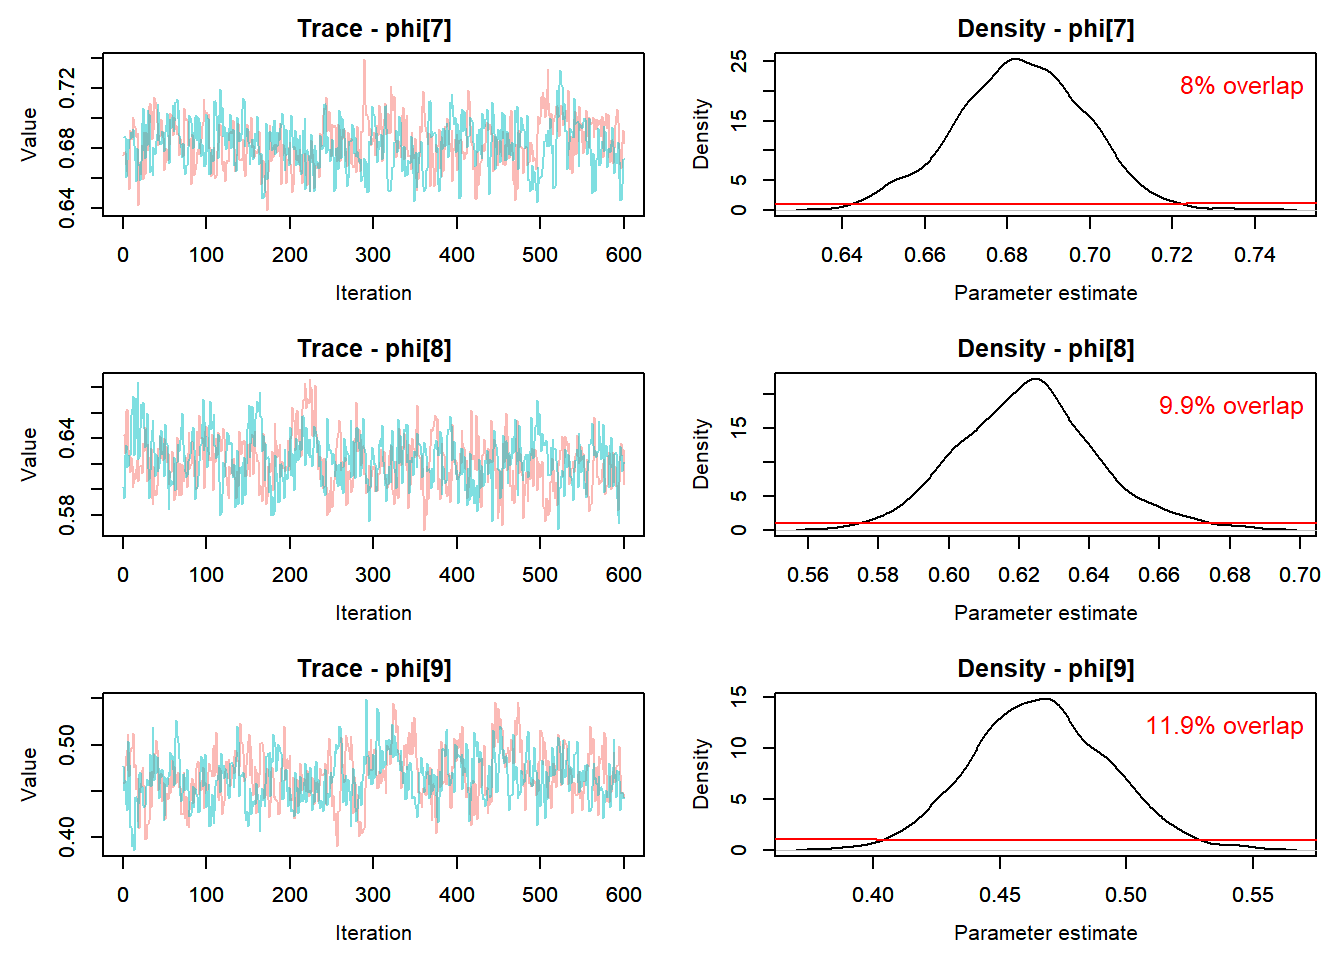 Trace - phi[7]
Value
0.64 0.68 0.72
0 100 200 300 400 500 600
Iteration
Density - phi[7]
8% overlap
Density
0 5 15 25
0.64 0.66 0.68 0.70 0.72 0.74
Parameter estimate
Trace - phi[8]
Value
0.58 0.64
0 100 200 300 400 500 600
Iteration
Density - phi[8]
9.9% overlap
Density
0 5 15
0.56 0.58 0.60 0.62 0.64 0.66 0.68 0.70
Parameter estimate
Trace - phi[9]
Value
0.40 0.50
0 100 200 300 400 500 600
Iteration
Density - phi[9]
11.9% overlap
Density
0 5 10 15
0.40 0.45 0.50 0.55
Parameter estimate